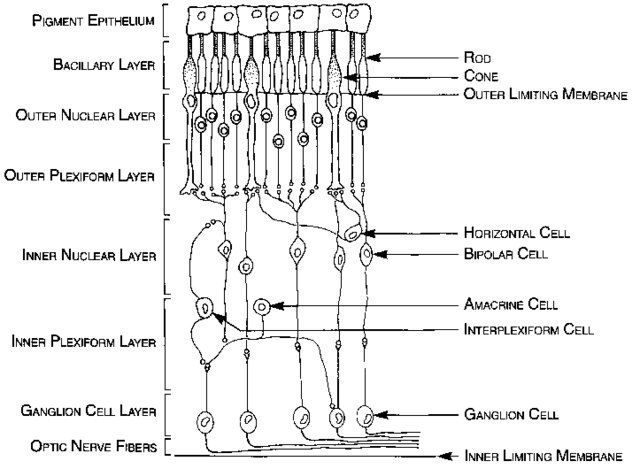 PIGMENT EPITHELIUM
BACILLARY LAYER
OUTER NUCLEAR LAYER
OUTER PLEXIFORM LAYER
INNER NUCLEAR LAYER
INNER PLEXIFORM LAYER
GANGLION CELL LAYER
OPTIC NERVE FIBERS
ROD
CONE
OUTER LIMITING MEMBRANE
HORIZONTAL CELL
BIPOLAR CELL
AMACRINE CELL
INTERPLEXIFORM CELL
GANGLION CELL
INNER LIMITING MEMBRANE